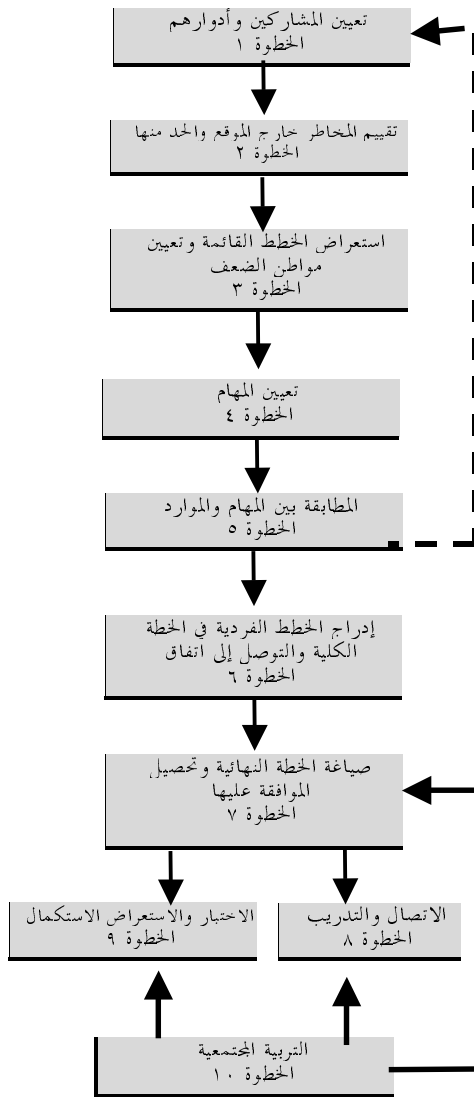 تعيين المشاركين وأدوارهم
الخطوة ١
تقييم المخاطر خارج الموقع والحد منها
الخطوة ٢
استعراض الخطط القائمة وتعيين
مواطن الضعف
الخطوة ٣
تعيين المهام
الخطوة ٤
المطابقة بين المهام والموارد
الخطوة ٥
إدراج الخطط الفردية في الخطة
الكلية والتوصل إلى اتفاق
الخطوة ٦
صياغة الخطة النهائية وتحصيل
الموافقة عليها
الخطوة ٧
الاتصال والتدريب
الخطوة ٨
الاختبار والاستعراض الاستكمال
الخطوة ٩
التربية المجتمعية
الخطوة ١٠